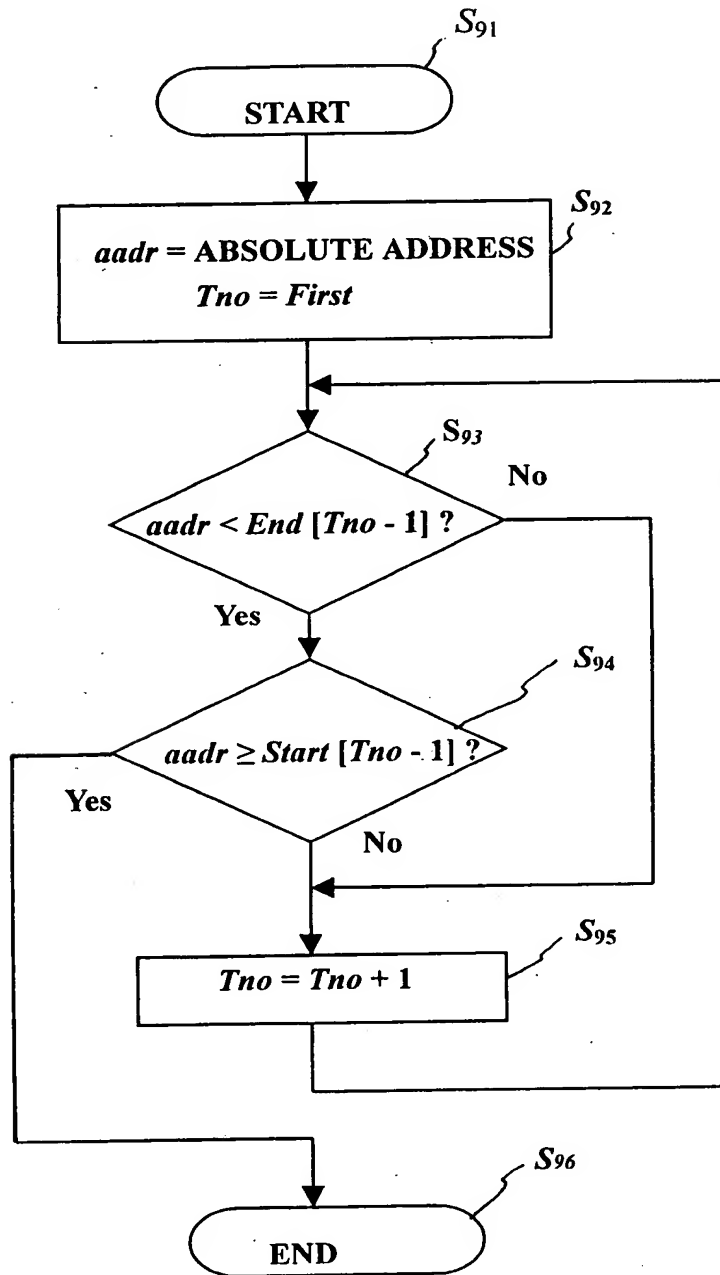 S91
START
S92
aadr = ABSOLUTE ADDRESS
Tno = First
S93
No
aadr < End [Tno - 1] ?
Yes
S94
aadr ≥ Start [Tno - 1] ?
Yes
No
S95
Tno = Tno + 1
S96
END